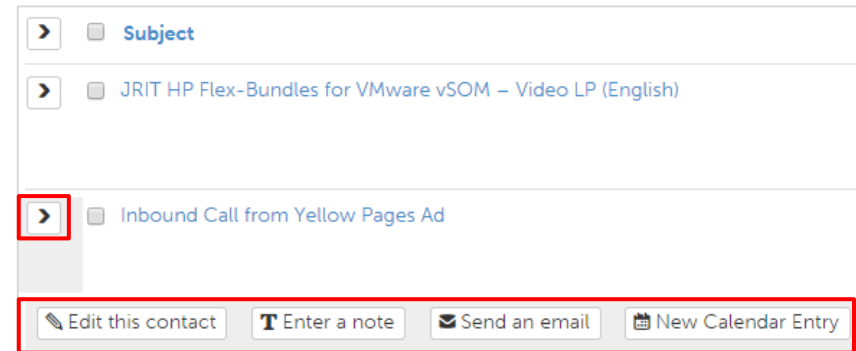 Subject
JRIT HP Flex-Bundles for VMware vSOM – Video LP (English)
Inbound Call from Yellow Pages Ad
Edit this contact Enter a note Send an email New Calendar Entry